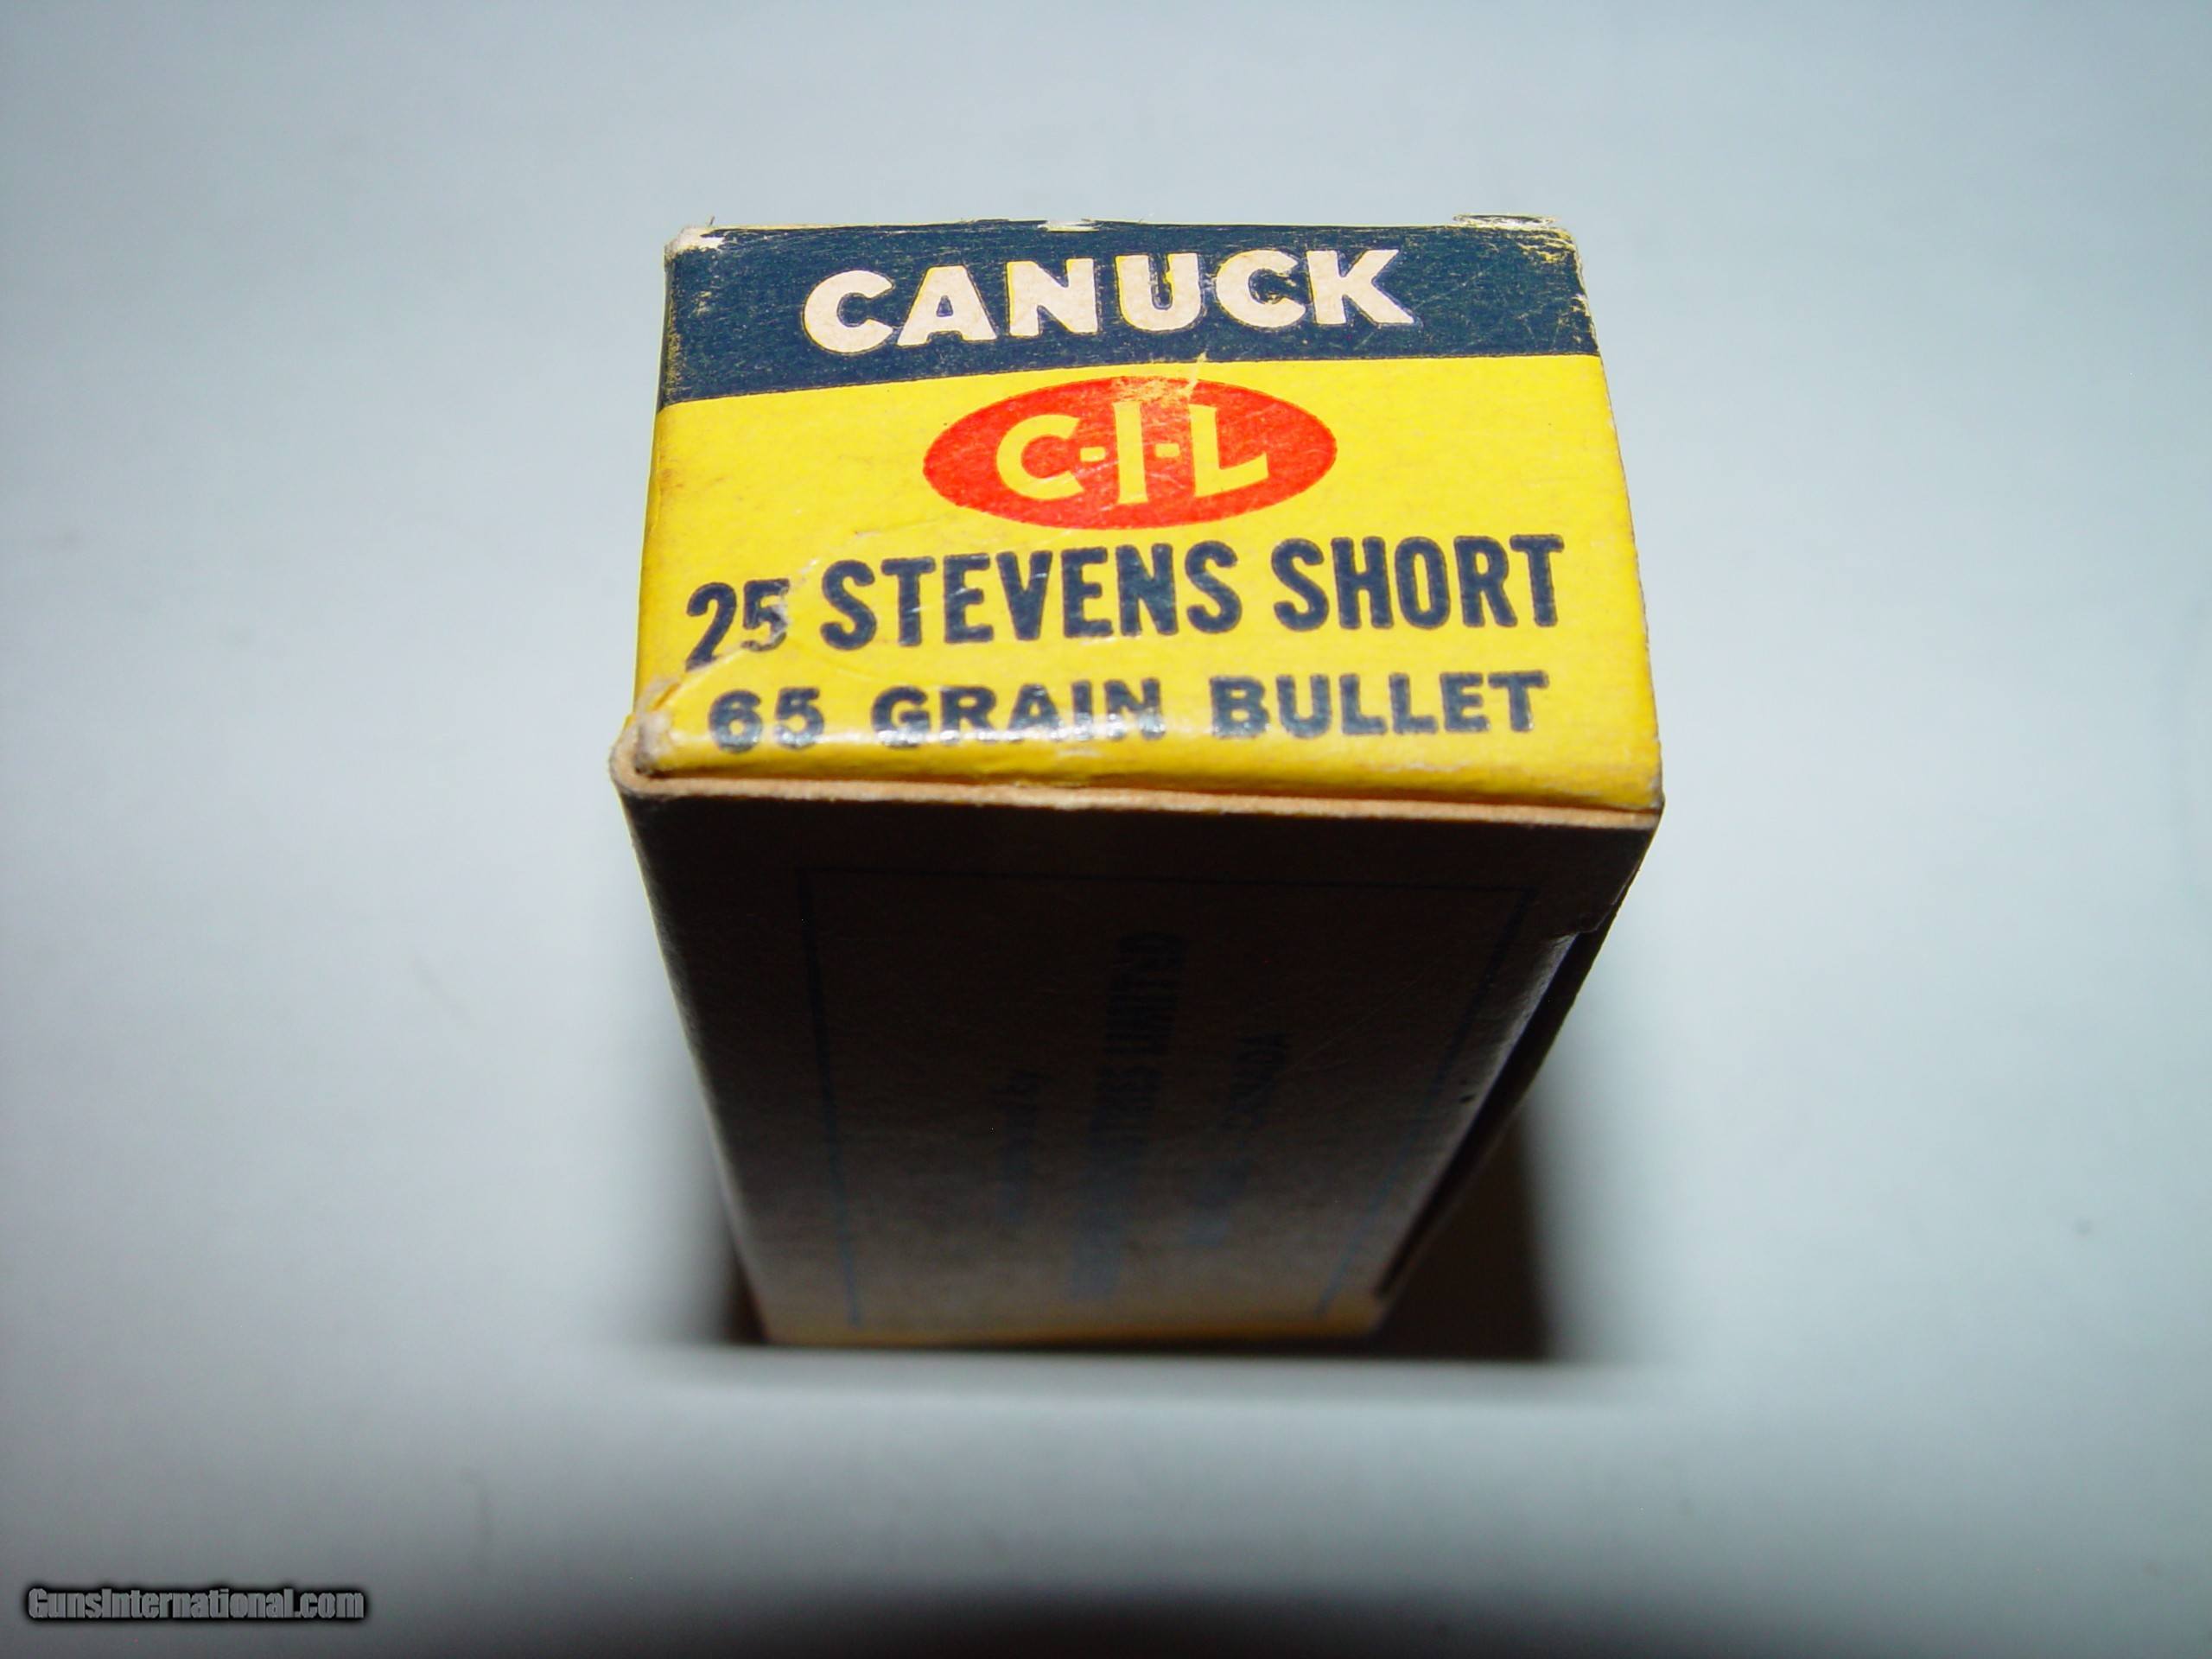 CANUCK
C-I-L
25 STEVENS SHORT
65 GRAIN BULLET
GunsInternational.com